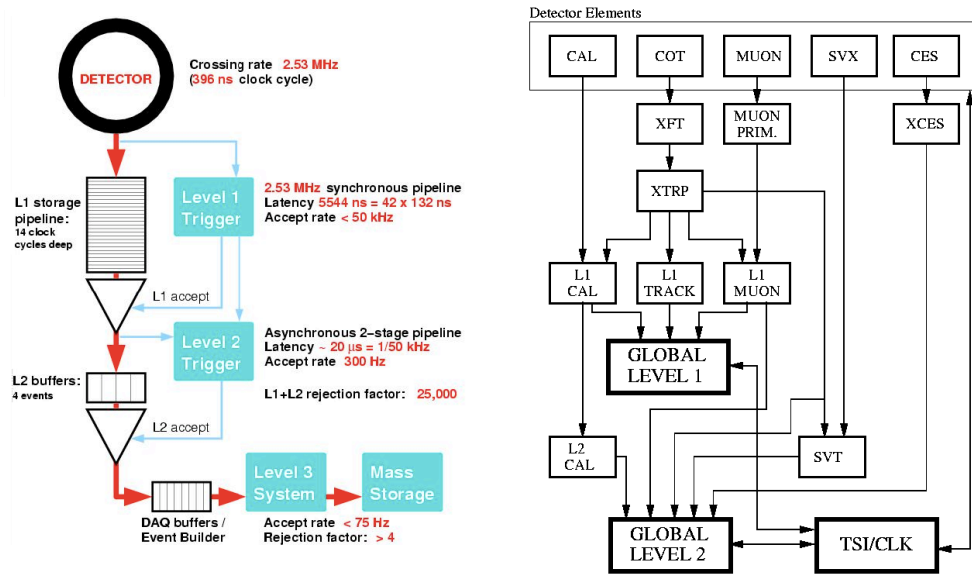 DETECTOR
Crossing rate 2.53 MHz
(396 ns clock cycle)
L1 storage
pipeline:
14 clock
cycles deep
Level 1
Trigger
2.53 MHz synchronous pipeline
Latency 5544 ns = 42 x 132 ns
Accept rate < 50 kHz
L1 accept
Level 2
Trigger
Asynchronous 2-stage pipeline
Latency ~ 20 µs = 1/50 kHz
Accept rate 300 Hz
L2 buffers:
4 events
L1+L2 rejection factor: 25,000
L2 accept
Level 3
System
Mass
Storage
DAQ buffers /
Event Builder
Accept rate < 75 Hz
Rejection factor: > 4
Detector Elements
CAL
COT
MUON
SVX
CES
XFT
MUON
PRIM.
XCES
XTRP
L1
CAL
L1
TRACK
L1
MUON
GLOBAL
LEVEL 1
L2
CAL
SVT
GLOBAL
LEVEL 2
TSI/CLK